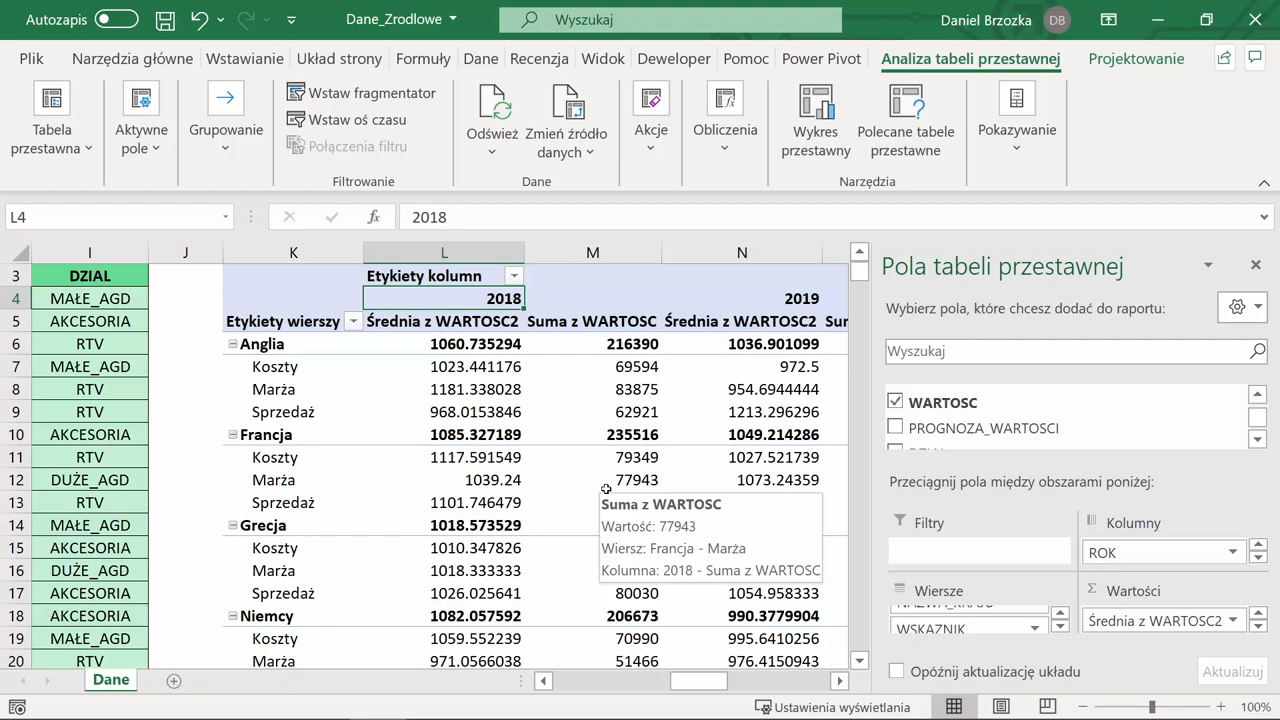 Autozapis
Dane_Zrodlowe
Wyszukaj
Daniel Brzozka
DB
Plik
Narzędzia główne
Wstawianie
Układ strony
Formuły
Dane
Recenzja
Widok
Deweloper
Pomoc
Power Pivot
Analiza tabeli przestawnej
Projektowanie
Tabela
przestawna
Aktywne
pole
Grupowanie
Wstaw fragmentator
Wstaw oś czasu
Połączenia filtru
Filtrowanie
Odśwież
Zmień źródło
danych
Dane
Akcje
Obliczenia
Wykres
przestawny
Polecane tabele
przestawne
Narzędzia
Pokazywanie
L4
fx
2018
I J K L M N
3 DZIAL Etykiety kolumn
4 MAŁE_AGD 2018 2019
5 AKCESORIA Etykiety wierszy Średnia z WARTOSC2 Suma z WARTOSC Średnia z WARTOSC2 Sur
6 RTV Anglia 1060.735294 216390 1036.901099
7 MAŁE_AGD Koszty 1023.441176 69594 972.5
8 RTV Marża 1181.338028 83875 954.6944444
9 RTV Sprzedaż 968.0153846 62921 1213.296296
10 AKCESORIA Francja 1085.327189 235516 1049.214286
11 RTV Koszty 1117.591549 79349 1027.521739
12 DUŻE_AGD Marża 1039.24 77943 1073.24359
13 RTV Sprzedaż 1101.746479
14 MAŁE_AGD Grecja 1018.573529
15 AKCESORIA Koszty 1010.347826
16 DUŻE_AGD Marża 1018.333333
17 AKCESORIA Sprzedaż 1026.025641 80030 1054.958333
18 AKCESORIA Niemcy 1082.057592 206673 990.3779904
19 MAŁE_AGD Koszty 1059.552239 70990 995.6410256
20 RTV Marża 971.0566038 51466 976.4150943
Suma z WARTOSC
Wartość: 77943
Wiersz: Francja - Marża
Kolumna: 2018 - Suma z WARTOSC
Pola tabeli przestawnej
Wybierz pola, które chcesz dodać do raportu:
Wyszukaj
WARTOSC
PROGNOZA_WARTOSCI
Przeciągnij pola między obszarami poniżej:
Filtry
Kolumny
ROK
Wiersze
WSKAZNIK
Σ Wartości
Średnia z WARTOSC2
Opóźnij aktualizację układu
Aktualizuj
Dane
Ustawienia wyświetlania
100%